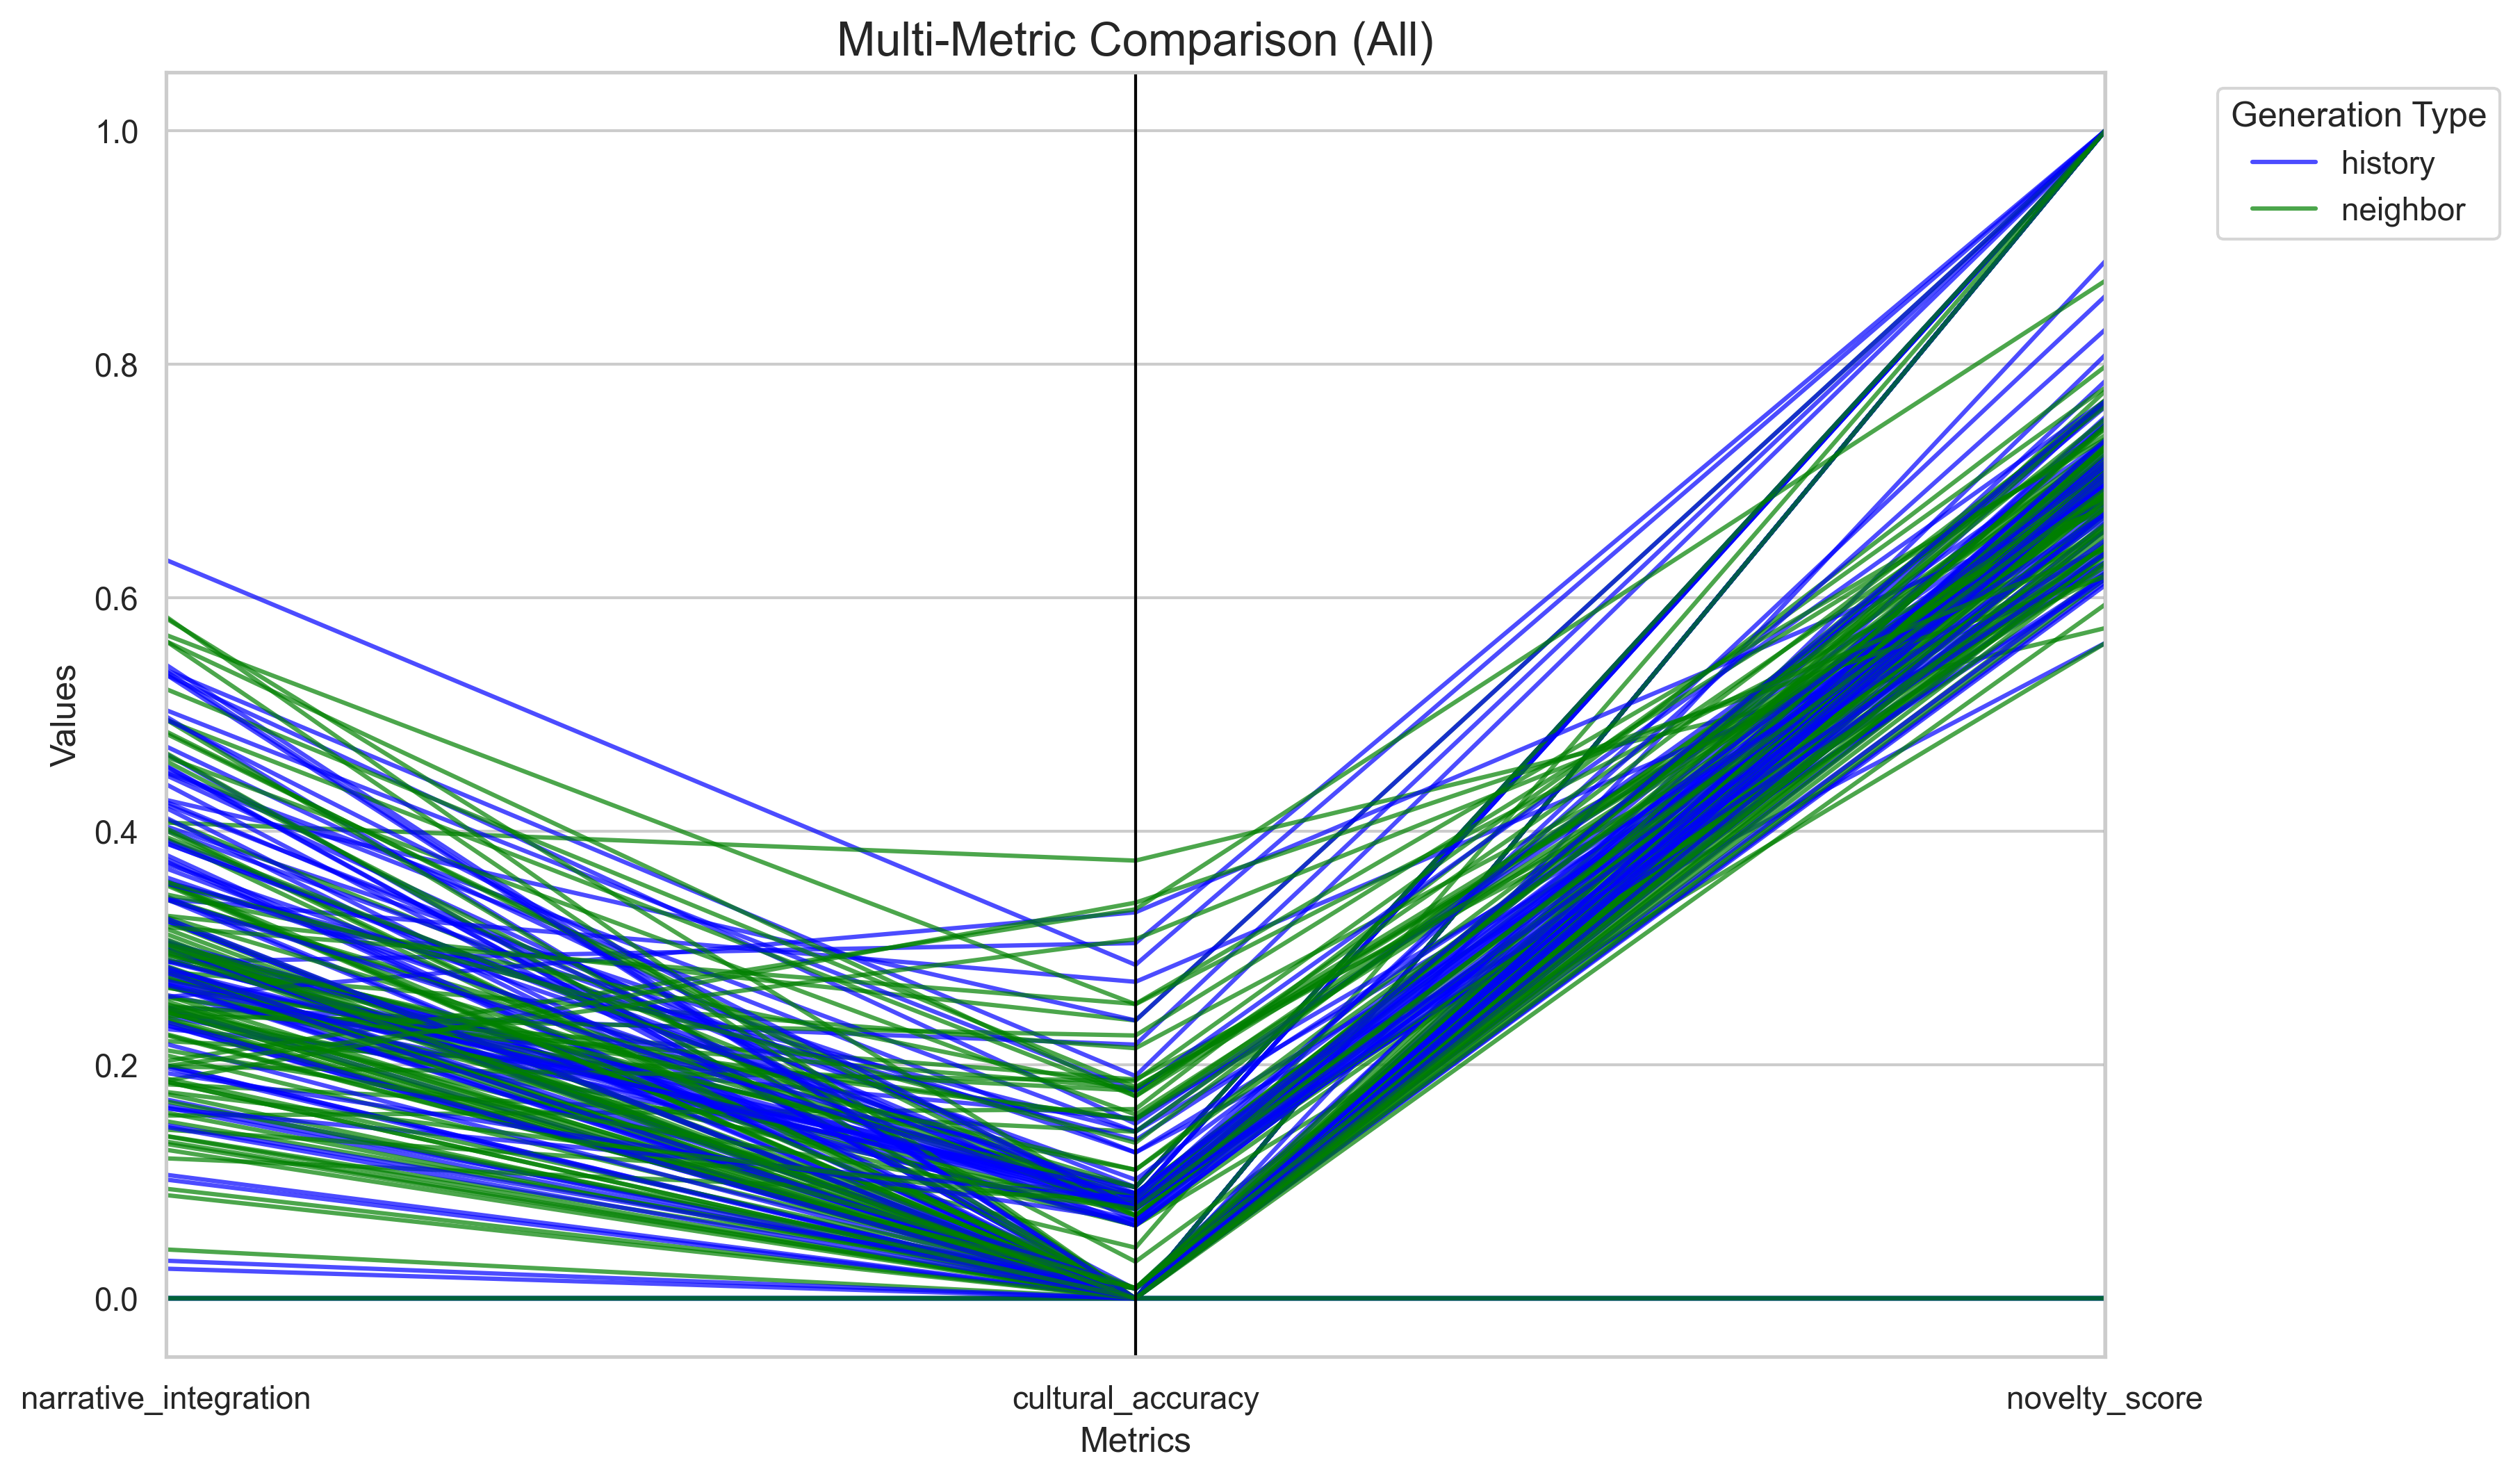 Multi-Metric Comparison (All)
Generation Type
history
neighbor
Values
1.0
0.8
0.6
0.4
0.2
0.0
narrative_integration
cultural_accuracy
novelty_score
Metrics